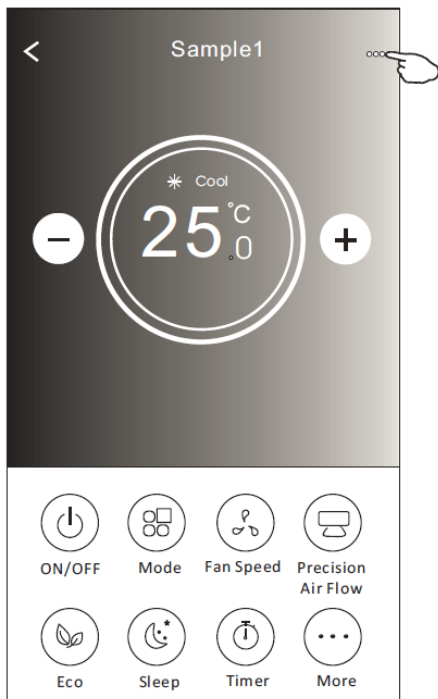 Sample1
Cool
25.0°C
ON/OFF
Mode
Fan Speed
Precision
Air Flow
Eco
Sleep
Timer
More